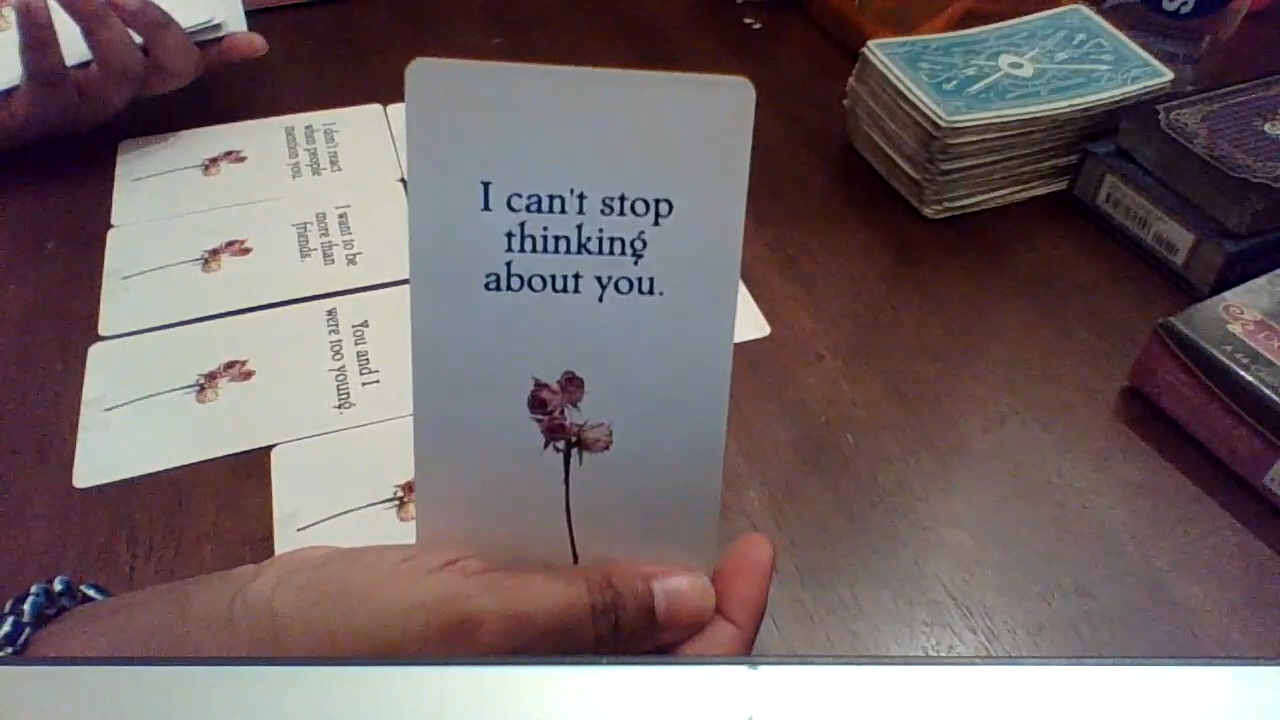 I can't stop
thinking
about you.
I don't react
when people
mention you.
I want to be
more than
friends.
You and I
were too young.